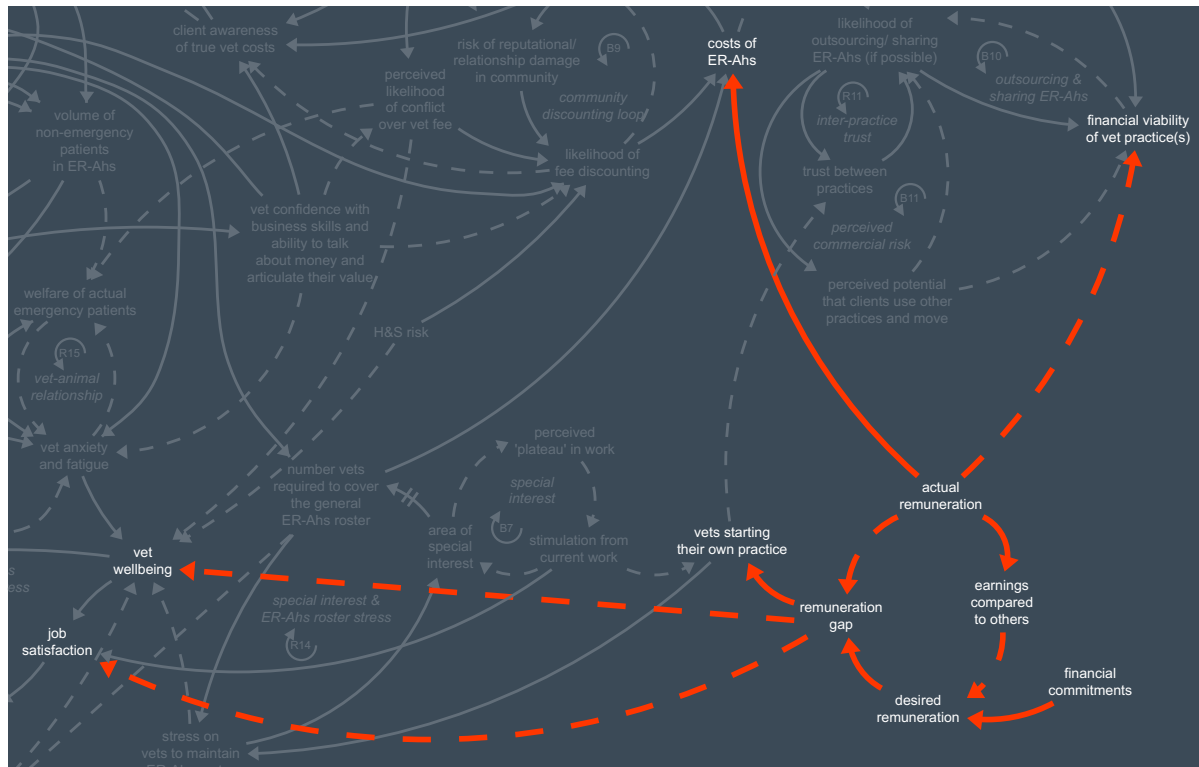 client awareness
of true vet costs
risk of reputational/
relationship damage
in community
B9
costs of
ER-Ahs
likelihood of
outsourcing/ sharing
ER-Ahs (if possible)
B10
outsourcing &
sharing ER-Ahs
perceived
likelihood
of conflict
over vet fee
community
discounting loop
R11
inter-practice
trust
volume of
non-emergency
patients
in ER-Ahs
financial viability
of vet practice(s)
likelihood of
fee discounting
trust between
practices
B11
perceived
commercial risk
vet confidence with
business skills and
ability to talk
about money and
articulate their value
perceived potential
that clients use other
practices and move
welfare of actual
emergency patients
H&S risk
R15
vet-animal
relationship
vet anxiety
and fatigue
perceived
'plateau' in work
number vets
required to cover
the general
ER-Ahs roster
special
interest
B7
area of
special
interest
stimulation from
current work
actual
remuneration
vets starting
their own practice
vet
wellbeing
earnings
compared
to others
remuneration
gap
special interest &
ER-Ahs roster stress
R14
job
satisfaction
financial
commitments
desired
remuneration
stress on
vets to maintain